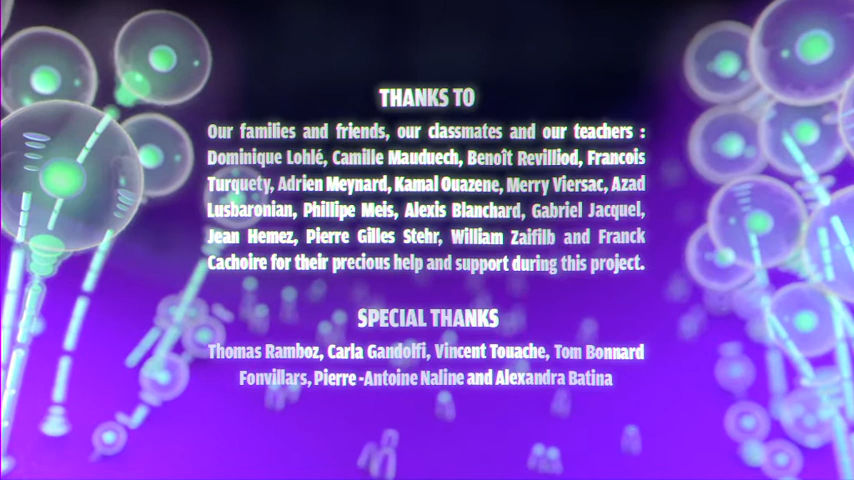 THANKS TO
Our families and friends, our classmates and our teachers :
Dominique Lohlé, Camille Mauduech, Benoît Revilliod, Francois
Turquety, Adrien Meynard, Kamal Ouazene, Merry Viersac, Azad
Lusbaronian, Phillipe Meis, Alexis Blanchard, Gabriel Jacquel,
Jean Hemez, Pierre Gilles Stehr, William Zaifilb and Franck
Cachoire for their precious help and support during this project.
SPECIAL THANKS
Thomas Ramboz, Carla Gandolfi, Vincent Touache, Tom Bonnard
Fonvillars, Pierre-Antoine Naline and Alexandra Batina